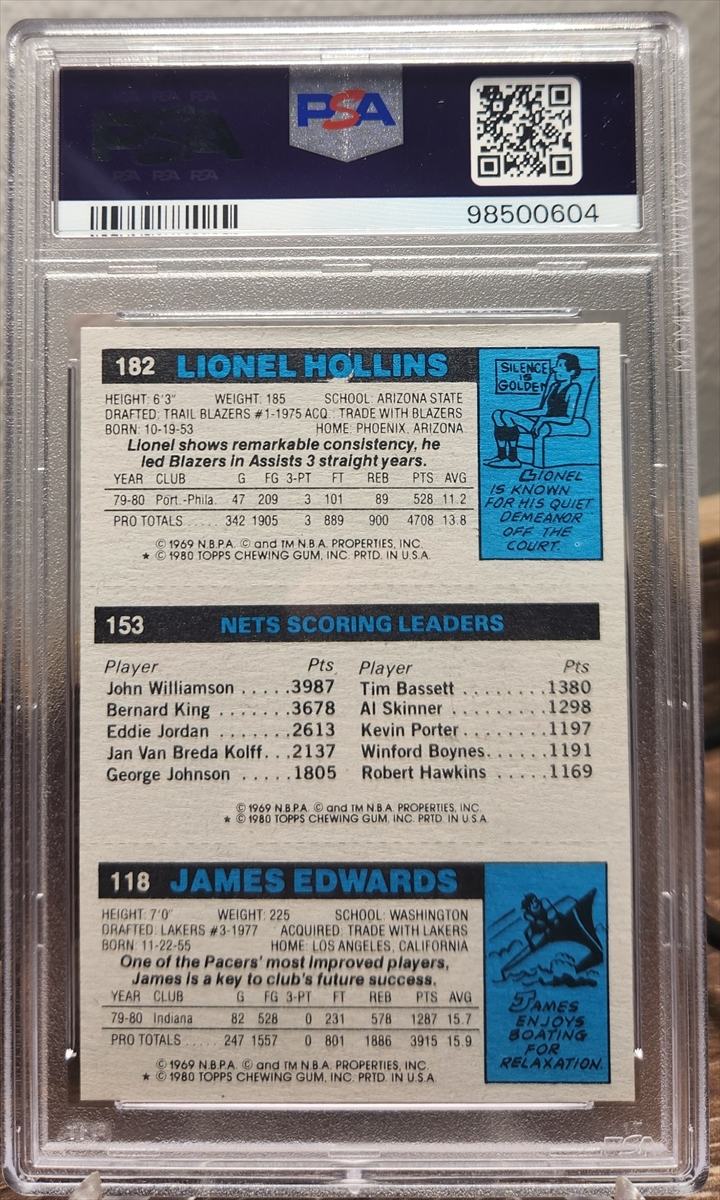 PSA
PSA
PSA PSA PSA
98500604
182 LIONEL HOLLINS
HEIGHT: 6'3" WEIGHT: 185 SCHOOL: ARIZONA STATE
DRAFTED: TRAIL BLAZERS #1-1975 ACQ.: TRADE WITH BLAZERS
BORN: 10-19-53 HOME: PHOENIX, ARIZONA
Lionel shows remarkable consistency, he
led Blazers in Assists 3 straight years.
YEAR CLUB G FG 3-PT FT REB PTS AVG
79-80 Port.-Phila. 47 209 3 101 89 528 11.2
PRO TOTALS ..... 342 1905 3 889 900 4708 13.8
© 1969 N.B.P.A. © and TM N.B.A. PROPERTIES, INC.
★ © 1980 TOPPS CHEWING GUM, INC. PRTD. IN U.S.A.
SILENCE
IS
GOLDEN
LIONEL
IS KNOWN
FOR HIS QUIET
DEMEANOR
OFF THE
COURT.
153 NETS SCORING LEADERS
Player Pts Player Pts
John Williamson .....3987 Tim Bassett ........1380
Bernard King .......3678 Al Skinner ........1298
Eddie Jordan .......2613 Kevin Porter.......1197
Jan Van Breda Kolff...2137 Winford Boynes.....1191
George Johnson .....1805 Robert Hawkins .....1169
© 1969 N.B.P.A. © and TM N.B.A. PROPERTIES, INC.
★ © 1980 TOPPS CHEWING GUM, INC. PRTD. IN U.S.A.
118 JAMES EDWARDS
HEIGHT: 7'0" WEIGHT: 225 SCHOOL: WASHINGTON
DRAFTED: LAKERS #3-1977 ACQUIRED: TRADE WITH LAKERS
BORN: 11-22-55 HOME: LOS ANGELES, CALIFORNIA
One of the Pacers' most improved players,
James is a key to club's future success.
YEAR CLUB G FG 3-PT FT REB PTS AVG
79-80 Indiana 82 528 0 231 578 1287 15.7
PRO TOTALS ..... 247 1557 0 801 1886 3915 15.9
© 1969 N.B.P.A. © and TM N.B.A. PROPERTIES, INC.
★ © 1980 TOPPS CHEWING GUM, INC. PRTD. IN U.S.A.
JAMES
ENJOYS
BOATING
FOR
RELAXATION.
PSA